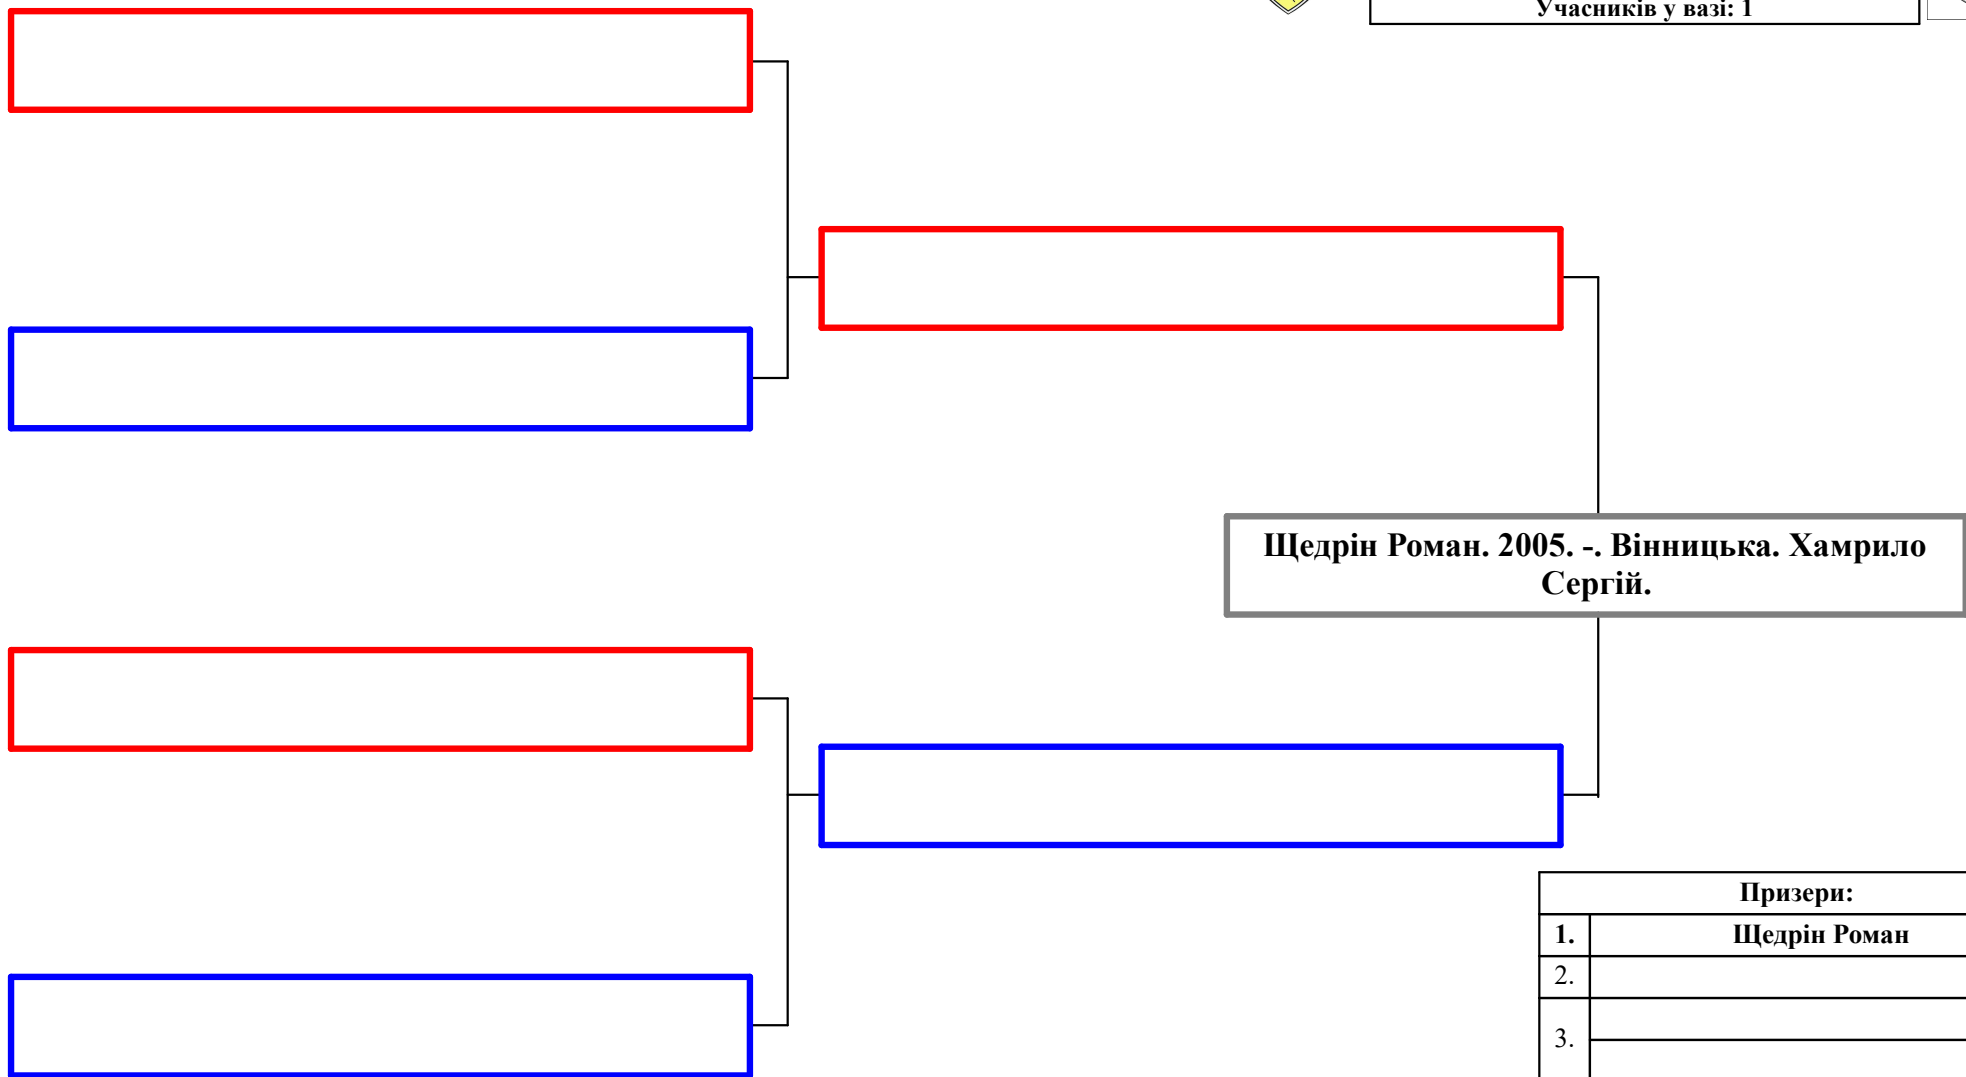 Учасників у вазі: 1
Щедрін Роман. 2005. -. Вінницька. Хамрило
Сергій.
Призери:
1. Щедрін Роман
2.
3.